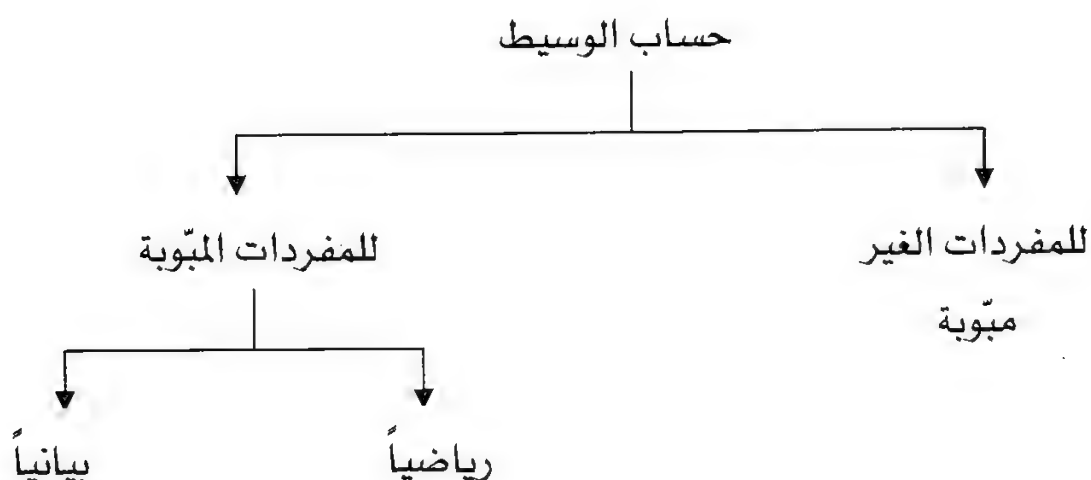 حساب الوسيط
للمفردات الغير
مبّوبة
للمفردات المبّوبة
رياضياً
بيانياً